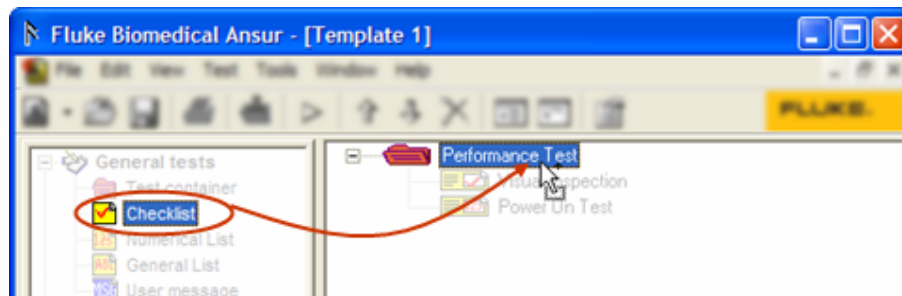 Fluke Biomedical Ansur - [Template 1]
File Edit View Test Tools Window Help
FLUKE.
General tests
Test container
Checklist
Numerical List
General List
User message
Performance Test
Visual Inspection
Power On Test